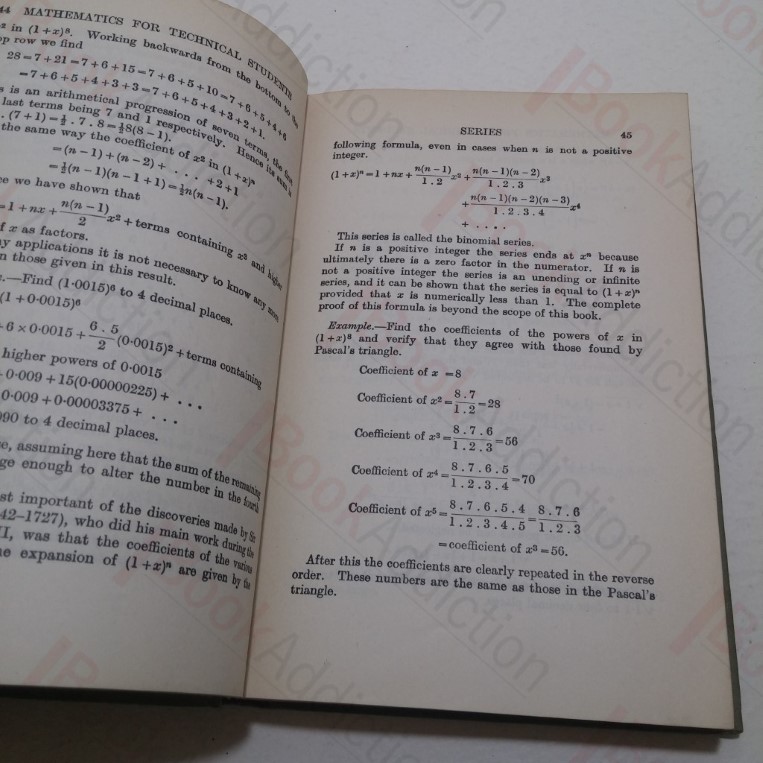 44 MATHEMATICS FOR TECHNICAL STUDENTS
in (1+x)⁸. Working backwards from the bottom to the
top row we find
28=7+21=7+6+15=7+6+5+10=7+6+5+4+6
=7+6+5+4+3+3=7+6+5+4+3+2+1.
is an arithmetical progression of seven terms, the first
last terms being 7 and 1 respectively. Hence its sum is
(7+1)=½ . 7 . 8=½8(8−1).
the same way the coefficient of x² in (1+x)ⁿ
=(n−1)+(n−2)+ . . . +2+1
=½(n−1)(n−1+1)=½n(n−1).
we have shown that
=1+nx+ n(n−1)/2 x²+terms containing x³ and higher
of x as factors.
applications it is not necessary to know any more
than those given in this result.
—Find (1·0015)⁶ to 4 decimal places.
(1+0·0015)⁶
+6×0·0015+ 6 . 5/2 (0·0015)²+terms containing
higher powers of 0·0015
+0·009+15(0·00000225)+ . . .
0·009+0·00003375+ . . .
090 to 4 decimal places.
assuming here that the sum of the remaining
enough to alter the number in the fourth
most important of the discoveries made by Sir
42–1727), who did his main work during the
II, was that the coefficients of the various
the expansion of (1+x)ⁿ are given by the
SERIES 45
following formula, even in cases when n is not a positive
integer.
(1+x)ⁿ=1+nx+ n(n−1)/1 . 2 x²+ n(n−1)(n−2)/1 . 2 . 3 x³
+ n(n−1)(n−2)(n−3)/1 . 2 . 3 . 4 x⁴
+ . . . .
This series is called the binomial series.
If n is a positive integer the series ends at xⁿ because
ultimately there is a zero factor in the numerator. If n is
not a positive integer the series is an unending or infinite
series, and it can be shown that the series is equal to (1+x)ⁿ
provided that x is numerically less than 1. The complete
proof of this formula is beyond the scope of this book.
Example.—Find the coefficients of the powers of x in
(1+x)⁸ and verify that they agree with those found by
Pascal's triangle.
Coefficient of x =8
Coefficient of x²= 8 . 7/1 . 2 =28
Coefficient of x³= 8 . 7 . 6/1 . 2 . 3 =56
Coefficient of x⁴= 8 . 7 . 6 . 5/1 . 2 . 3 . 4 =70
Coefficient of x⁵= 8 . 7 . 6 . 5 . 4/1 . 2 . 3 . 4 . 5 = 8 . 7 . 6/1 . 2 . 3
=coefficient of x³=56.
After this the coefficients are clearly repeated in the reverse
order. These numbers are the same as those in the Pascal's
triangle.
BookAddiction